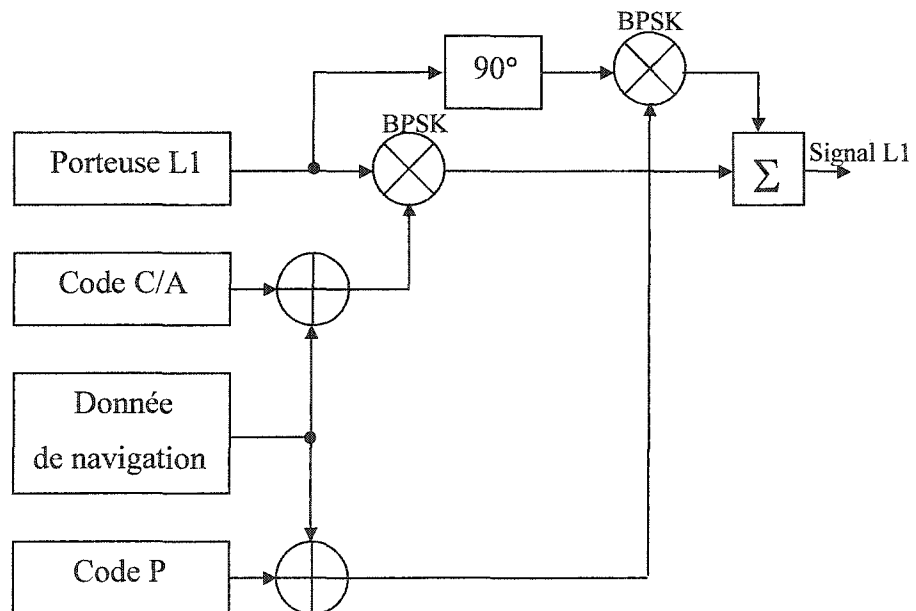 BPSK
90°
BPSK
Porteuse L1
Σ
Signal L1
Code C/A
Donnée
de navigation
Code P